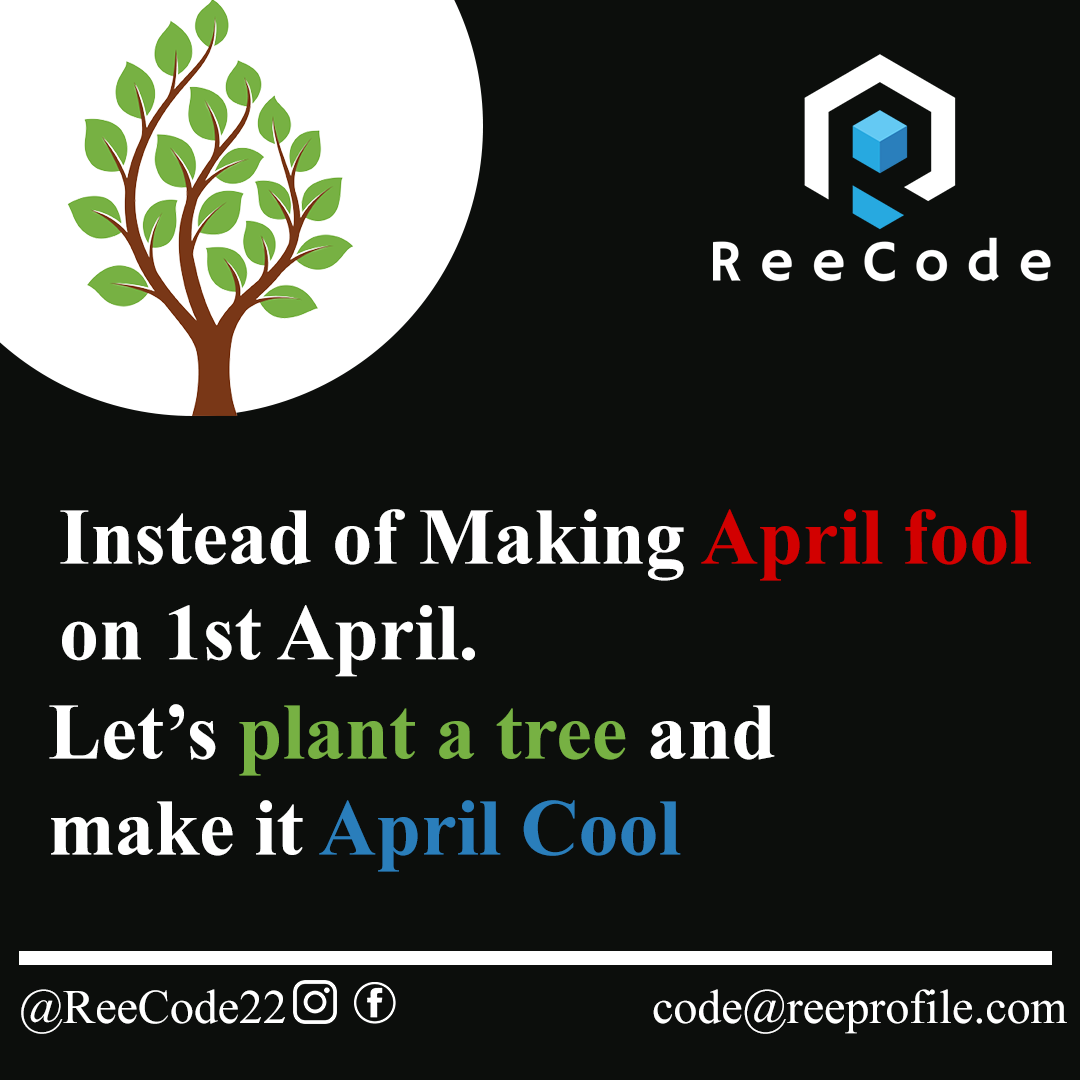 ReeCode
Instead of Making April fool
on 1st April.
Let’s plant a tree and
make it April Cool
@ReeCode22
code@reeprofile.com